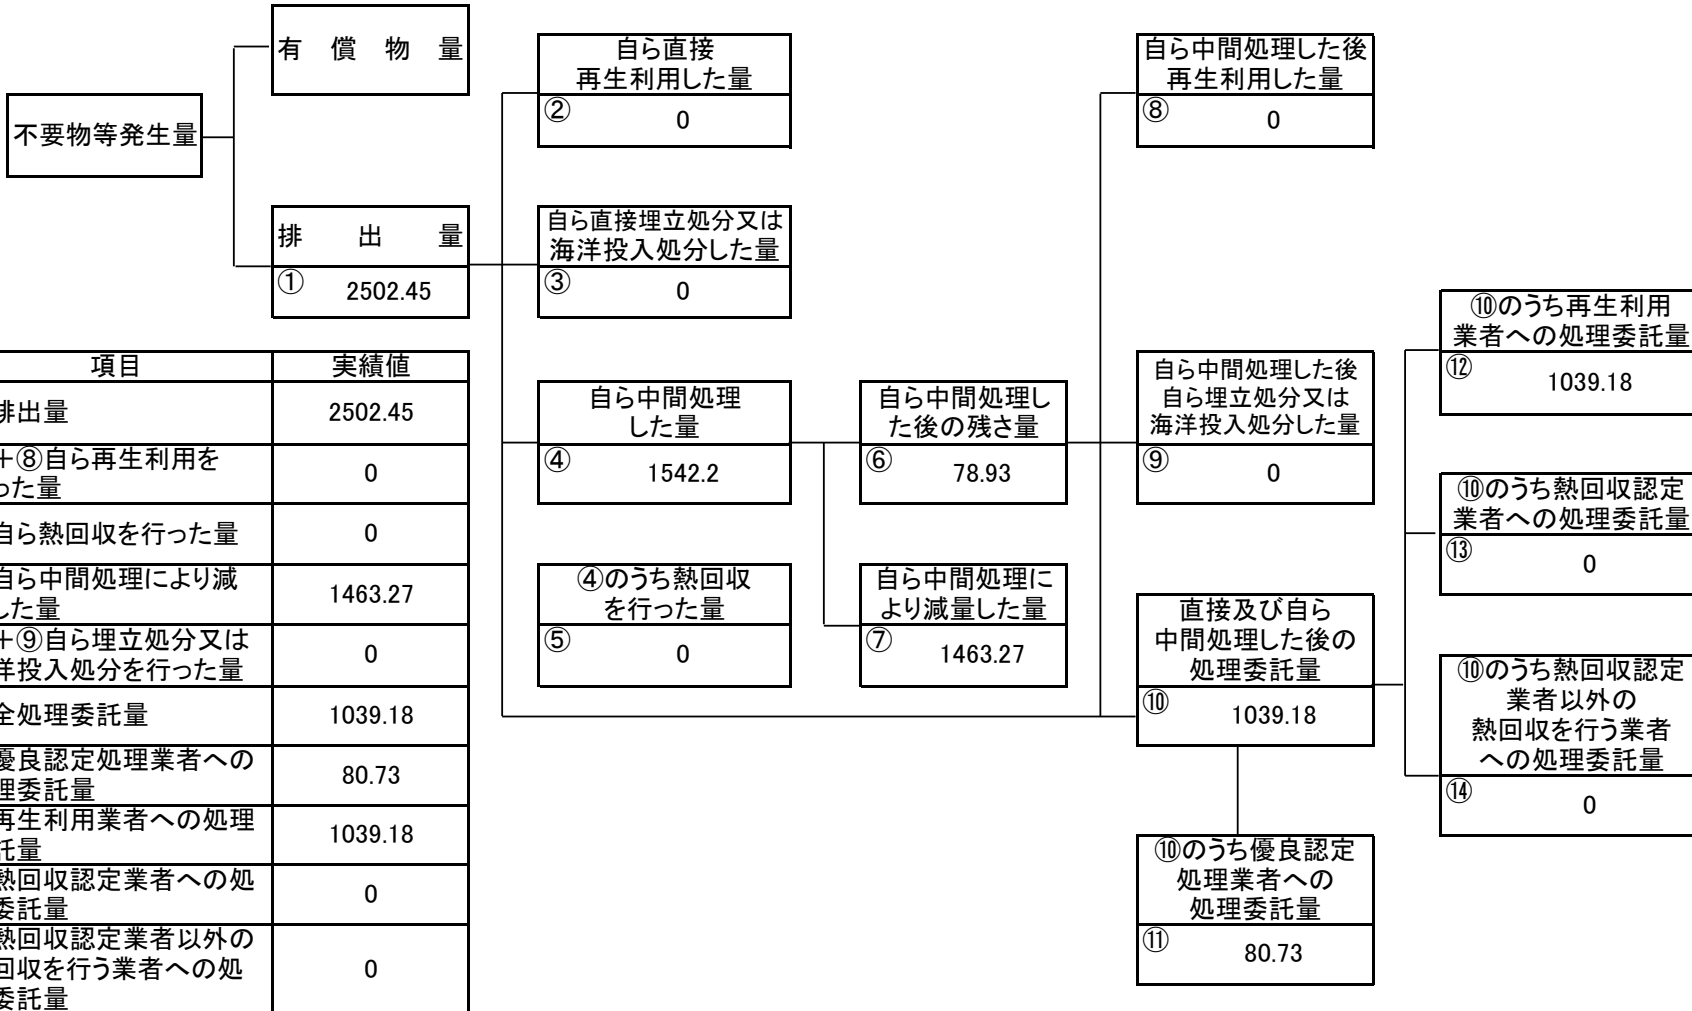 有償物量
不要物等発生量
排出量
①
2502.45
自ら直接
再生利用した量
②
0
自ら直接埋立処分又は
海洋投入処分した量
③
0
自ら中間処理
した量
④
1542.2
④のうち熱回収
を行った量
⑤
0
自ら中間処理し
た後の残さ量
⑥
78.93
自ら中間処理に
より減量した量
⑦
1463.27
自ら中間処理した後
再生利用した量
⑧
0
自ら中間処理した後
自ら埋立処分又は
海洋投入処分した量
⑨
0
直接及び自ら
中間処理した後の
処理委託量
⑩
1039.18
⑩のうち優良認定
処理業者への
処理委託量
⑪
80.73
⑩のうち再生利用
業者への処理委託量
⑫
1039.18
⑩のうち熱回収認定
業者への処理委託量
⑬
0
⑩のうち熱回収認定
業者以外の
熱回収を行う業者
への処理委託量
⑭
0
項目
実績値
排出量
2502.45
+⑧自ら再生利用を
った量
0
自ら熱回収を行った量
0
自ら中間処理により減
した量
1463.27
+⑨自ら埋立処分又は
洋投入処分を行った量
0
全処理委託量
1039.18
優良認定処理業者への
理委託量
80.73
再生利用業者への処理
託量
1039.18
熱回収認定業者への処
委託量
0
熱回収認定業者以外の
回収を行う業者への処
委託量
0